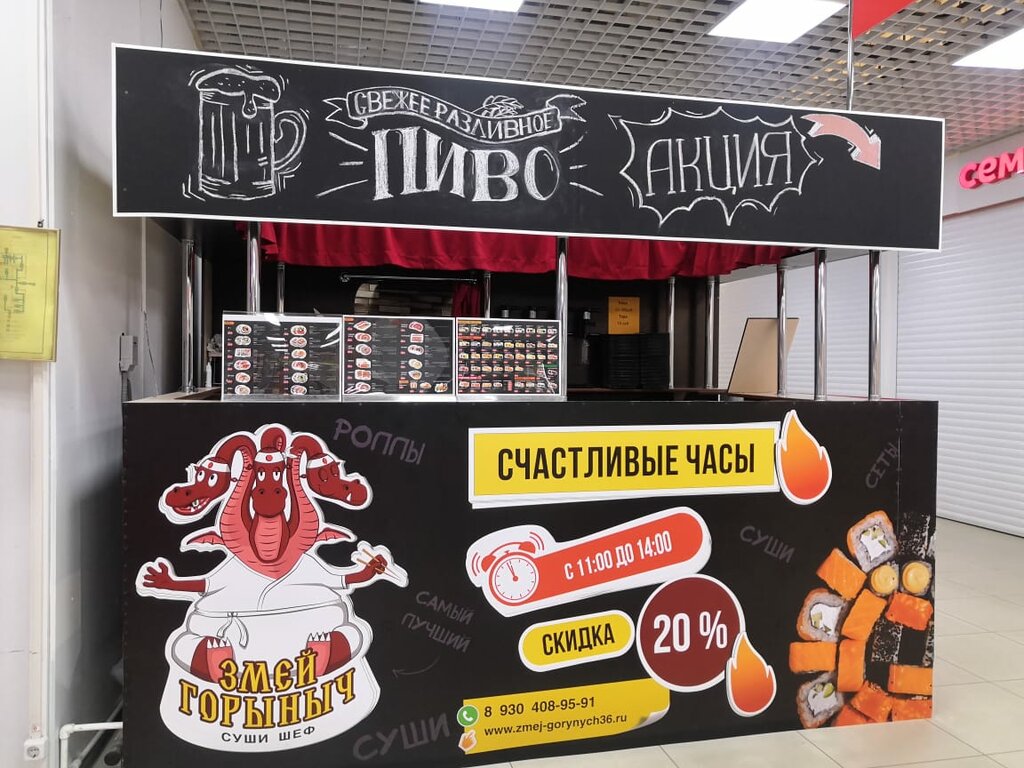 СВЕЖЕЕ РАЗЛИВНОЕ
ПИВО
АКЦИЯ
сем
РОЛЛЫ
СЧАСТЛИВЫЕ ЧАСЫ
СЕТЫ
С 11:00 ДО 14:00
СУШИ
САМЫЙ
ЛУЧШИЙ
СКИДКА
20 %
ЗМЕЙ
ГОРЫНЫЧ
СУШИ ШЕФ
СУШИ
8 930 408-95-91
www.zmej-gorynych36.ru